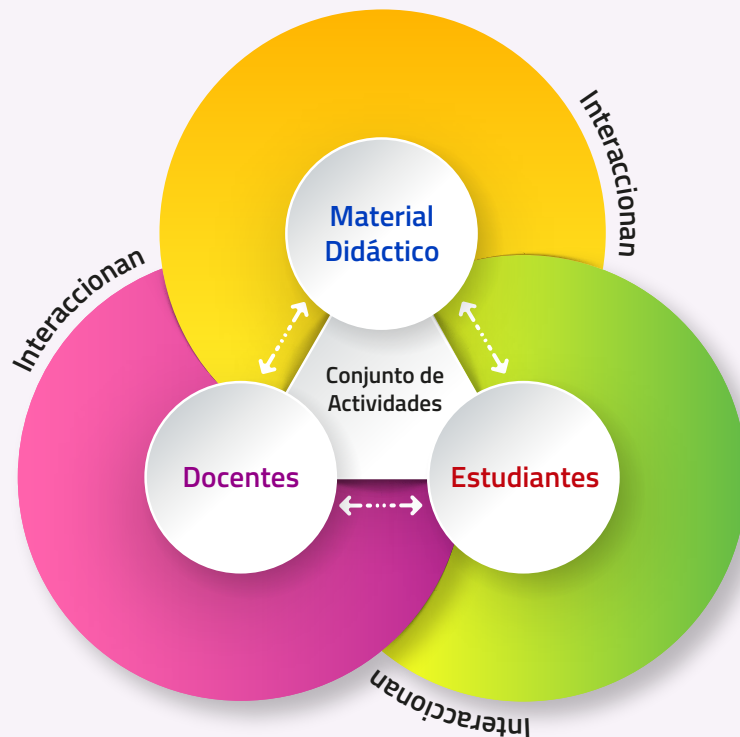 Interaccionan
Material
Didáctico
Interaccionan
Conjunto de
Actividades
Docentes
Estudiantes
Interaccionan